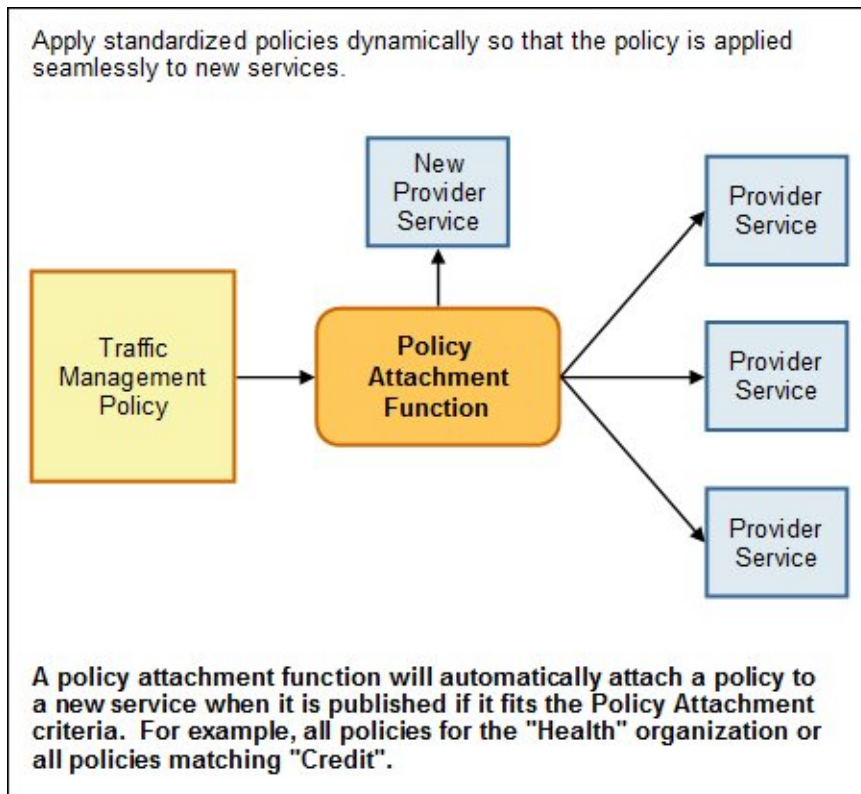 Apply standardized policies dynamically so that the policy is applied
seamlessly to new services.
New
Provider
Service
Provider
Service
Traffic
Management
Policy
Policy
Attachment
Function
Provider
Service
Provider
Service
A policy attachment function will automatically attach a policy to
a new service when it is published if it fits the Policy Attachment
criteria.  For example, all policies for the "Health" organization or
all policies matching "Credit".